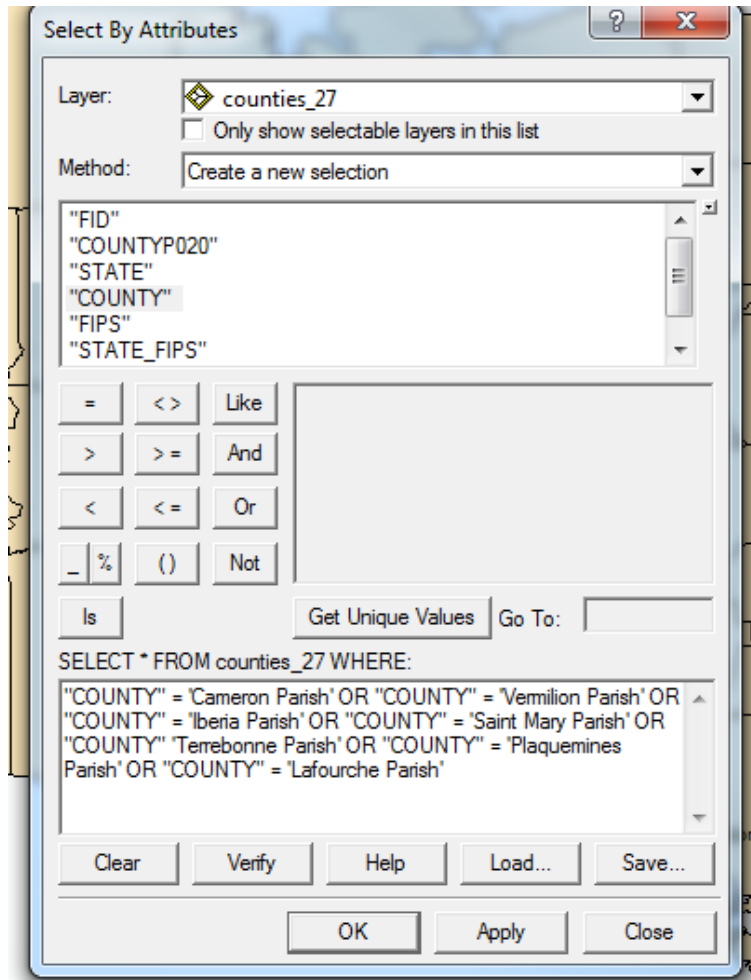 Select By Attributes
?
X
Layer:
counties_27
Only show selectable layers in this list
Method:
Create a new selection
"FID"
"COUNTYP020"
"STATE"
"COUNTY"
"FIPS"
"STATE_FIPS"
= < > Like
> > = And
< < = Or
_ % ( ) Not
Is Get Unique Values Go To:
SELECT * FROM counties_27 WHERE:
"COUNTY" = 'Cameron Parish' OR "COUNTY" = 'Vermilion Parish' OR
"COUNTY" = 'Iberia Parish' OR "COUNTY" = 'Saint Mary Parish' OR
"COUNTY" 'Terrebonne Parish' OR "COUNTY" = 'Plaquemines
Parish' OR "COUNTY" = 'Lafourche Parish'
Clear Verify Help Load... Save...
OK Apply Close